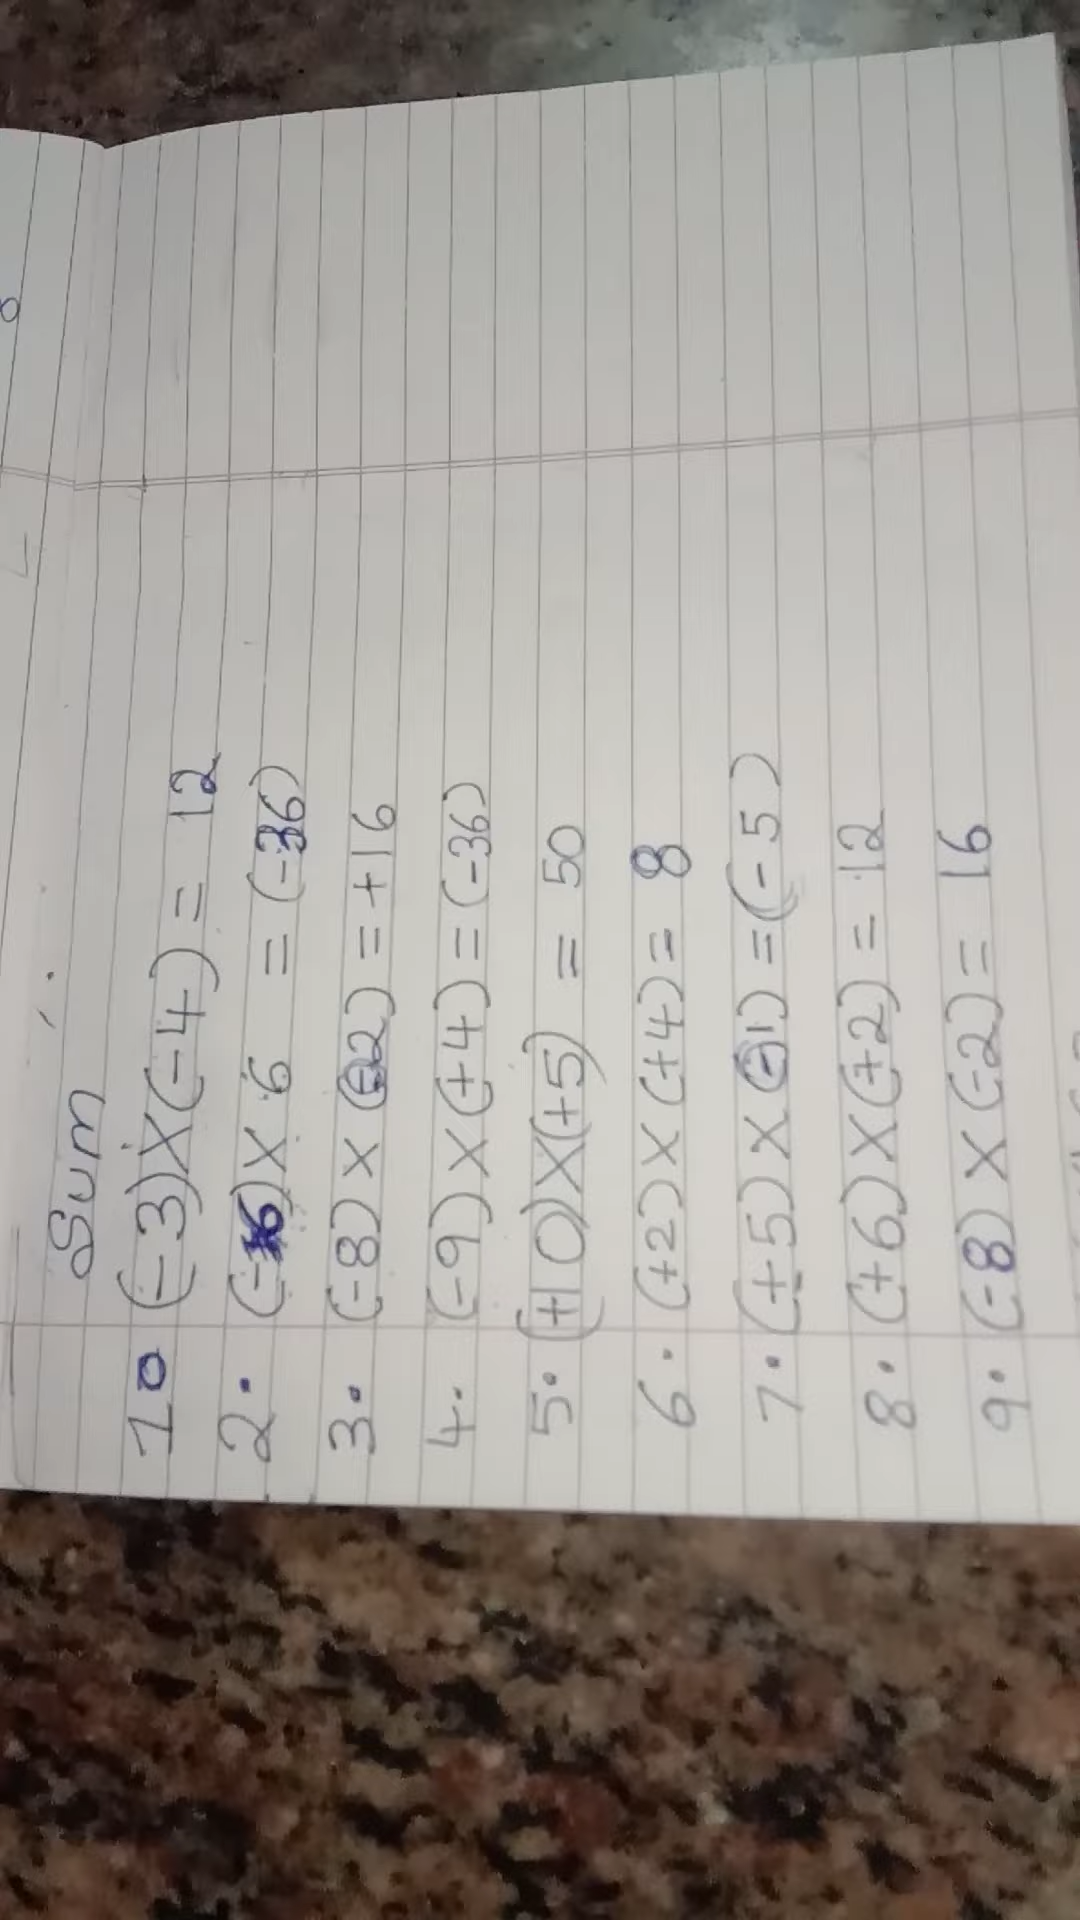 Sum
1. (-3)×(-4) = 12
2. (-6)× 6 = (-36)
3. (-8)×(-2) = +16
4. (-9)×(+4) = (-36)
5. (+10)×(+5) = 50
6. (+2)×(+4) = 8
7. (+5)×(-1) = (-5)
8. (+6)×(+2) = 12
9. (-8)×(-2) = 16